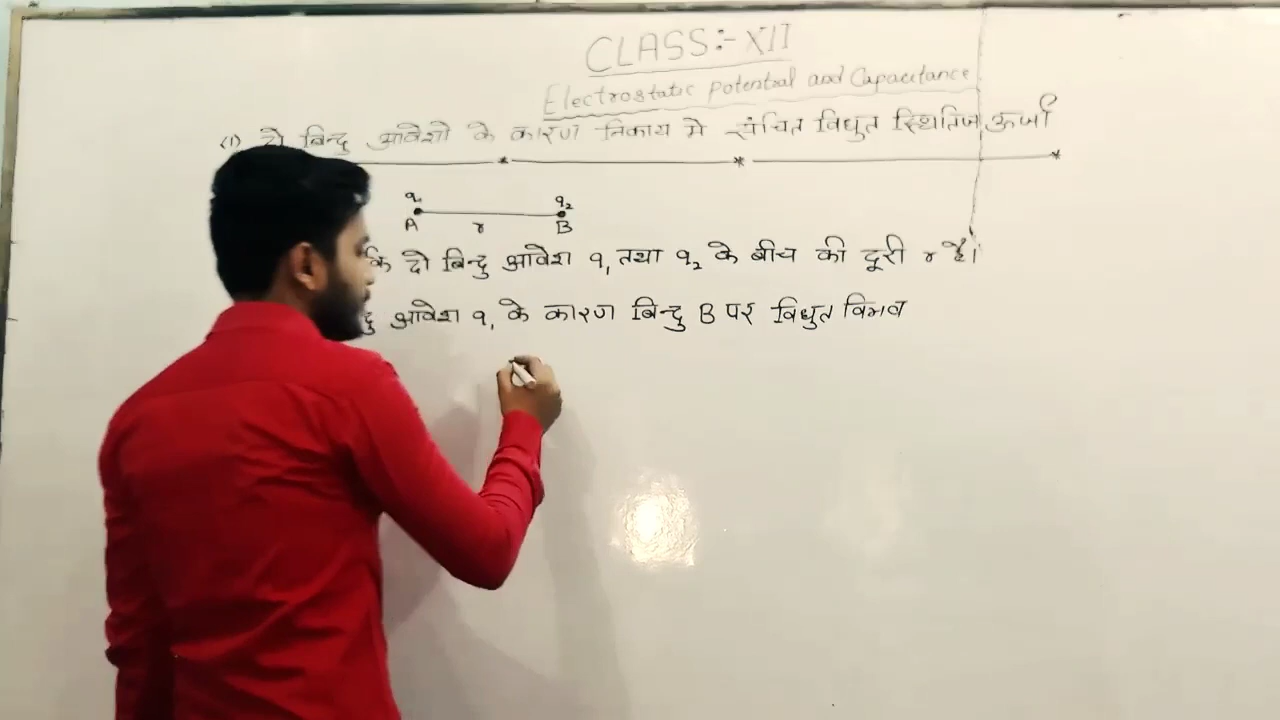 CLASS:- XII
Electrostatic potential and Capacitance
(1) दो बिन्दु आवेशो के कारण निकाय मे संचित विधुत स्थितिज ऊर्जा
q₁ q₂
A r B
कि दो बिन्दु आवेश q₁ तथा q₂ के बीच की दूरी r है।
आवेश q₁ के कारण बिन्दु B पर विधुत विभव